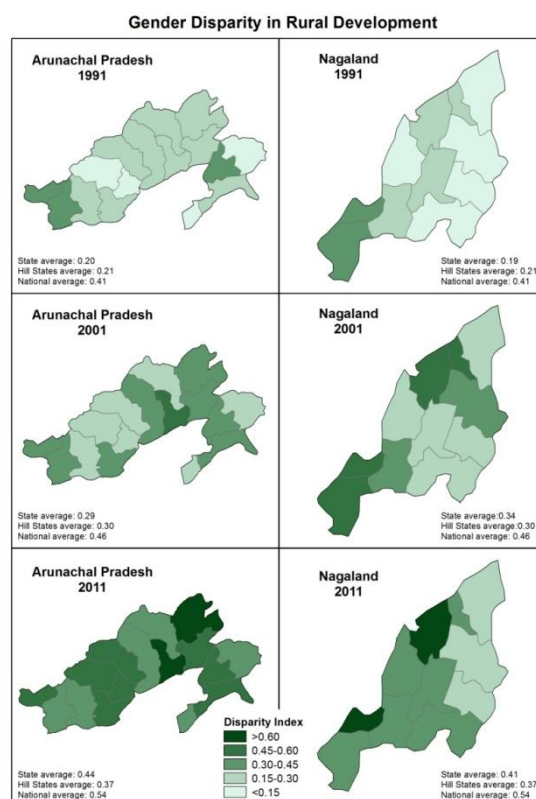 Gender Disparity in Rural Development
Arunachal Pradesh
1991
State average: 0.20
Hill States average: 0.21
National average: 0.41
Nagaland
1991
State average: 0.19
Hill States average: 0.21
National average: 0.41
Arunachal Pradesh
2001
State average: 0.29
Hill States average: 0.30
National average: 0.46
Nagaland
2001
State average:0.34
Hill States average:0.30
National average: 0.46
Arunachal Pradesh
2011
State average: 0.44
Hill States average: 0.37
National average: 0.54
Disparity Index
>0.60
0.45-0.60
0.30-0.45
0.15-0.30
<0.15
Nagaland
2011
State average: 0.41
Hill States average: 0.37
National average: 0.54